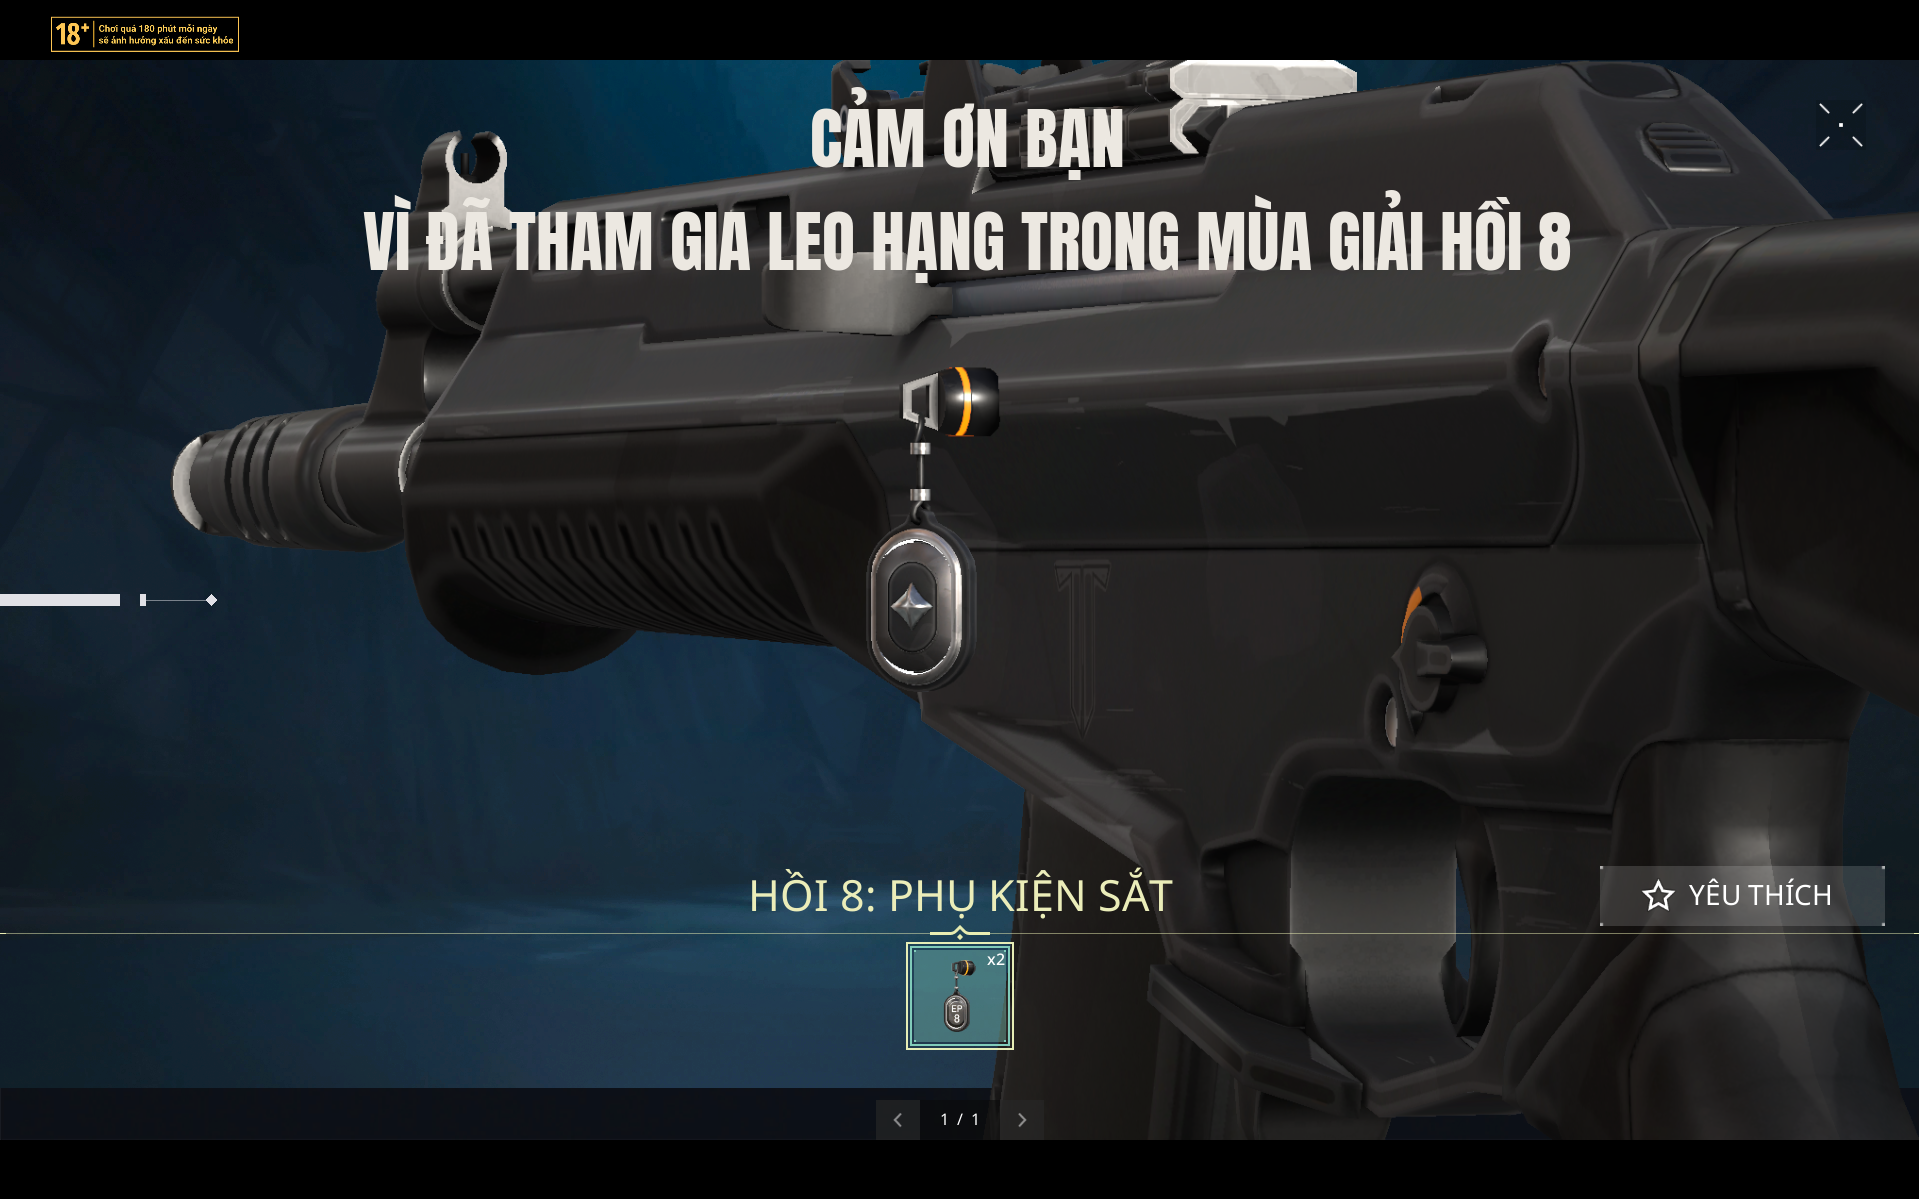 18+
Chơi quá 180 phút mỗi ngày
sẽ ảnh hưởng xấu đến sức khỏe
CẢM ƠN BẠN
VÌ ĐÃ THAM GIA LEO HẠNG TRONG MÙA GIẢI HỒI 8
HỒI 8: PHỤ KIỆN SẮT
YÊU THÍCH
x2
EP
8
1 / 1